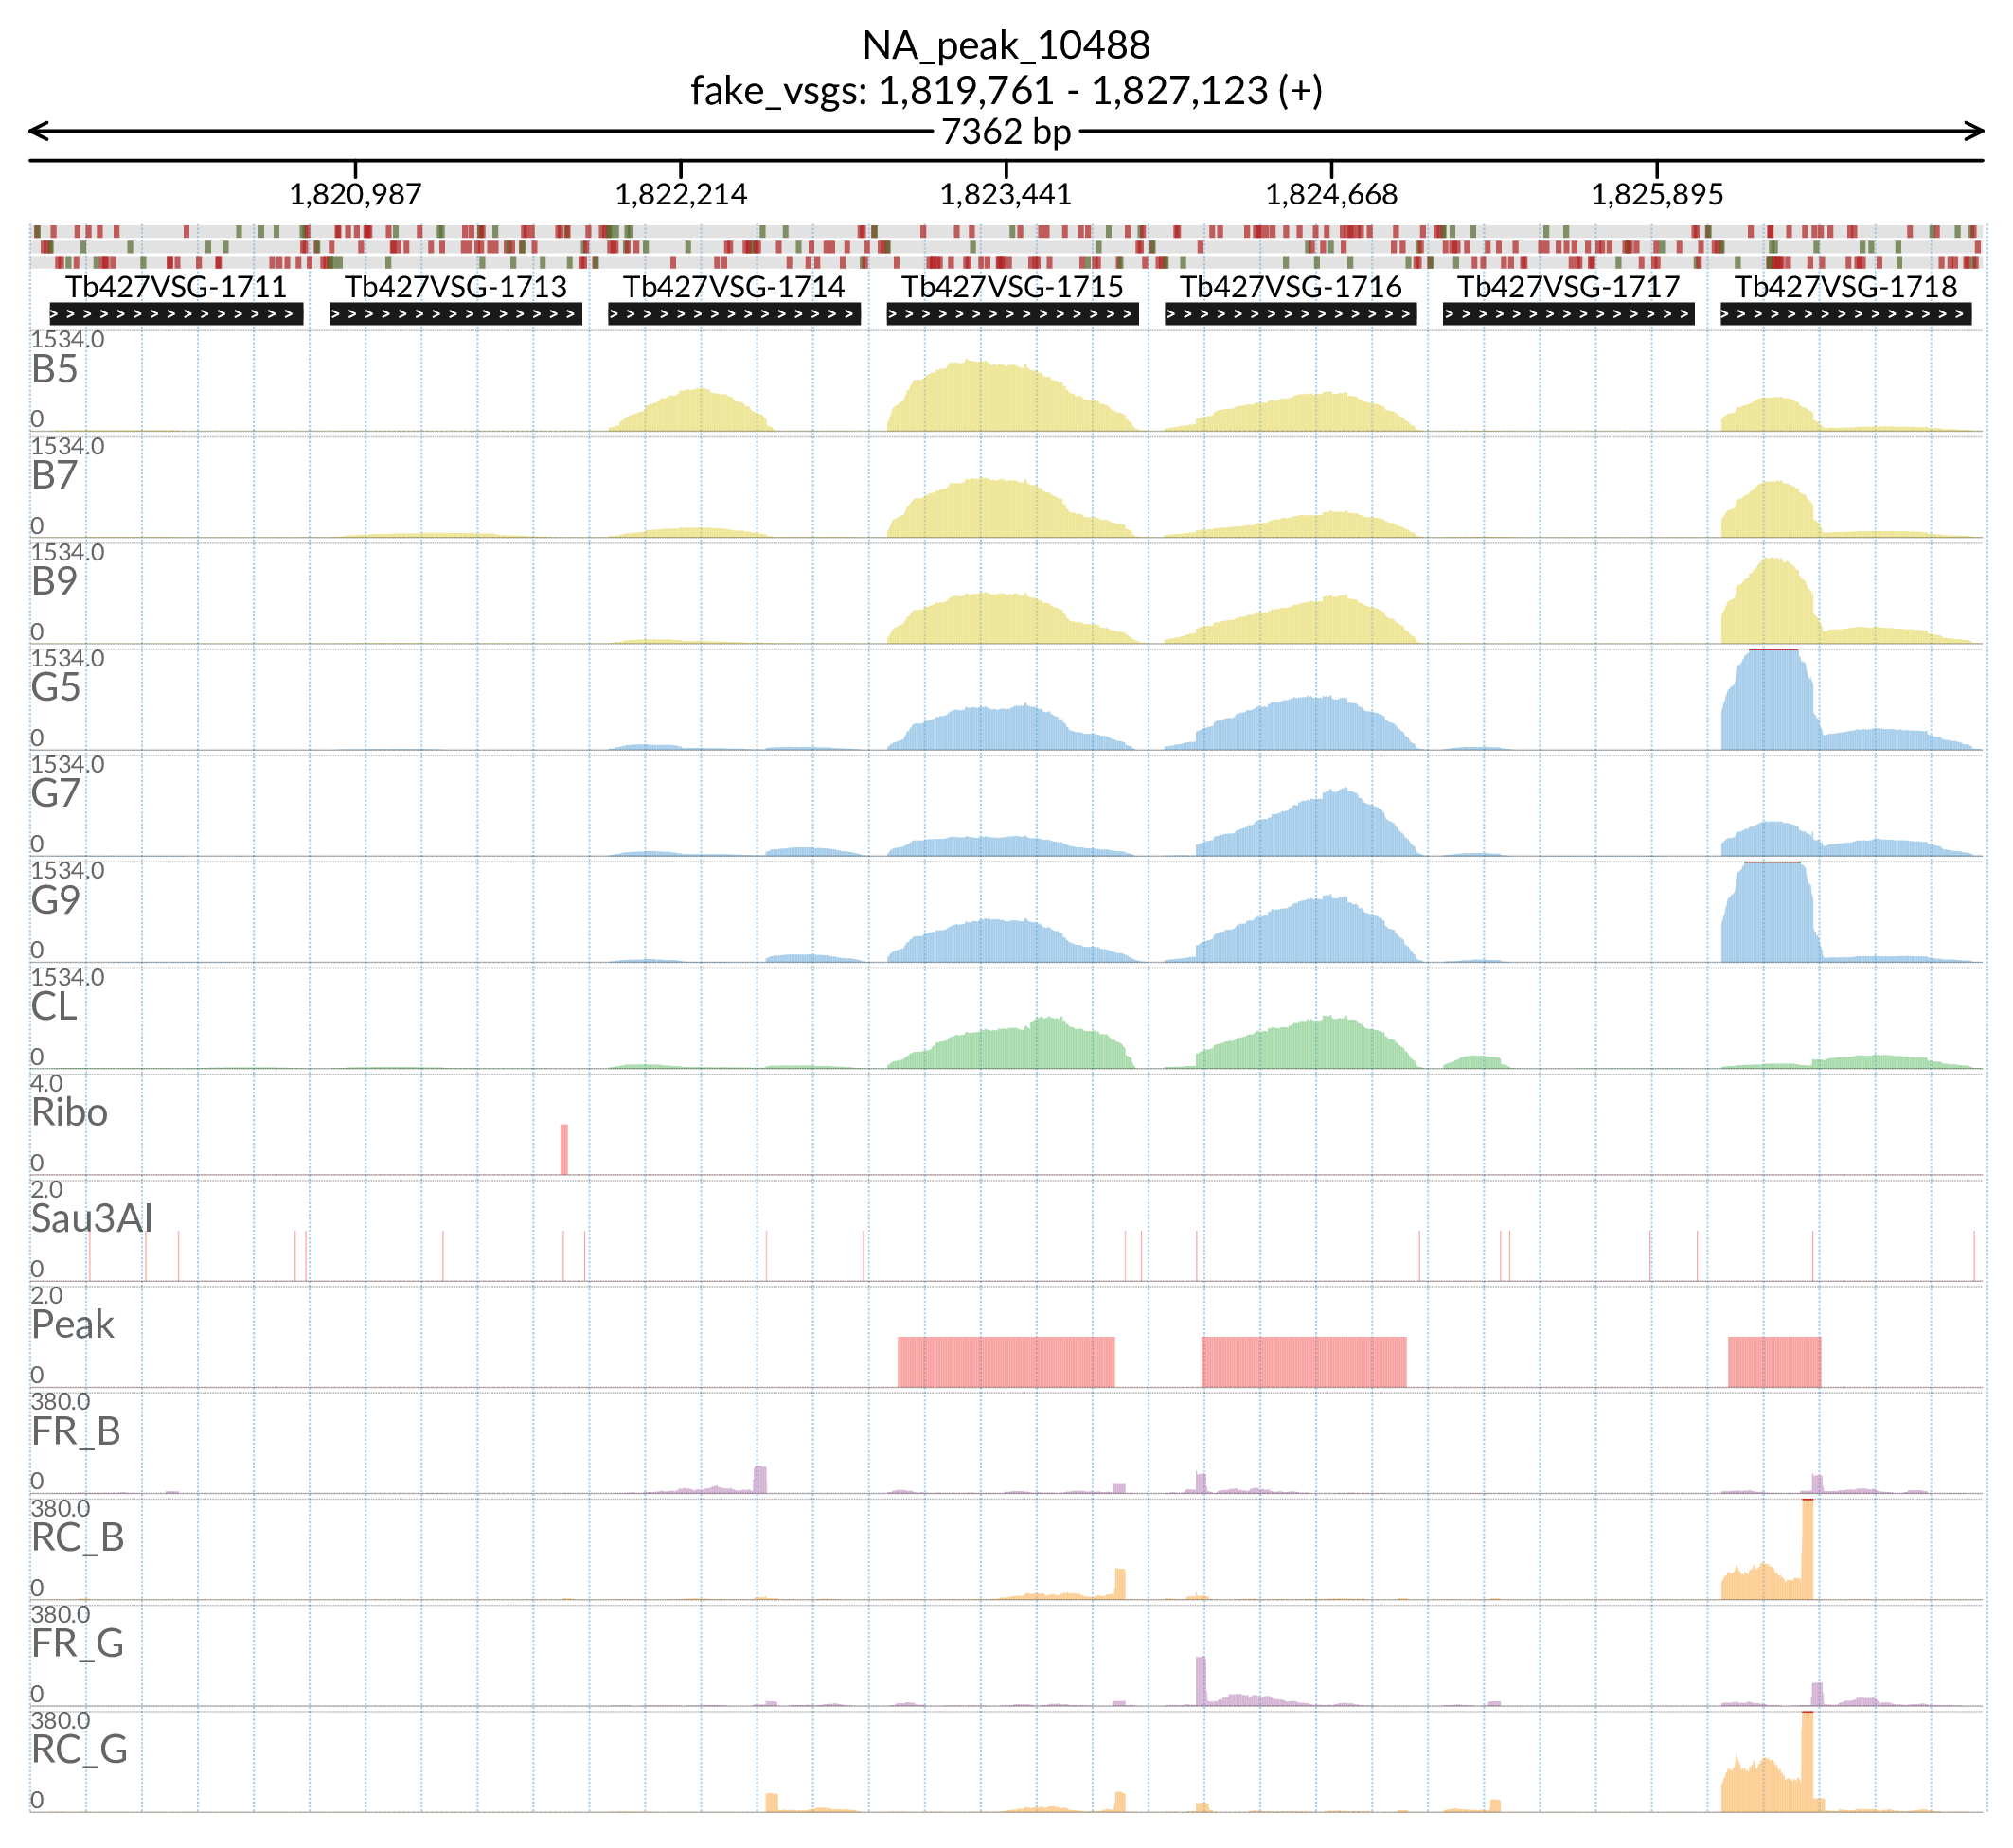 NA_peak_10488
fake_vsgs: 1,819,761 - 1,827,123 (+)
7362 bp
1,820,987 1,822,214 1,823,441 1,824,668 1,825,895
Tb427VSG-1711 Tb427VSG-1713 Tb427VSG-1714 Tb427VSG-1715 Tb427VSG-1716 Tb427VSG-1717 Tb427VSG-1718
1534.0
B5
0
1534.0
B7
0
1534.0
B9
0
1534.0
G5
0
1534.0
G7
0
1534.0
G9
0
1534.0
CL
0
4.0
Ribo
0
2.0
Sau3AI
0
2.0
Peak
0
380.0
FR_B
0
380.0
RC_B
0
380.0
FR_G
0
380.0
RC_G
0